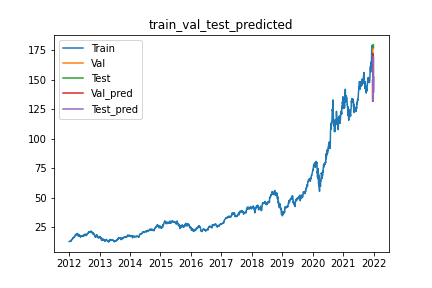 train_val_test_predicted
Train
Val
Test
Val_pred
Test_pred
175
150
125
100
75
50
25
2012 2013 2014 2015 2016 2017 2018 2019 2020 2021 2022